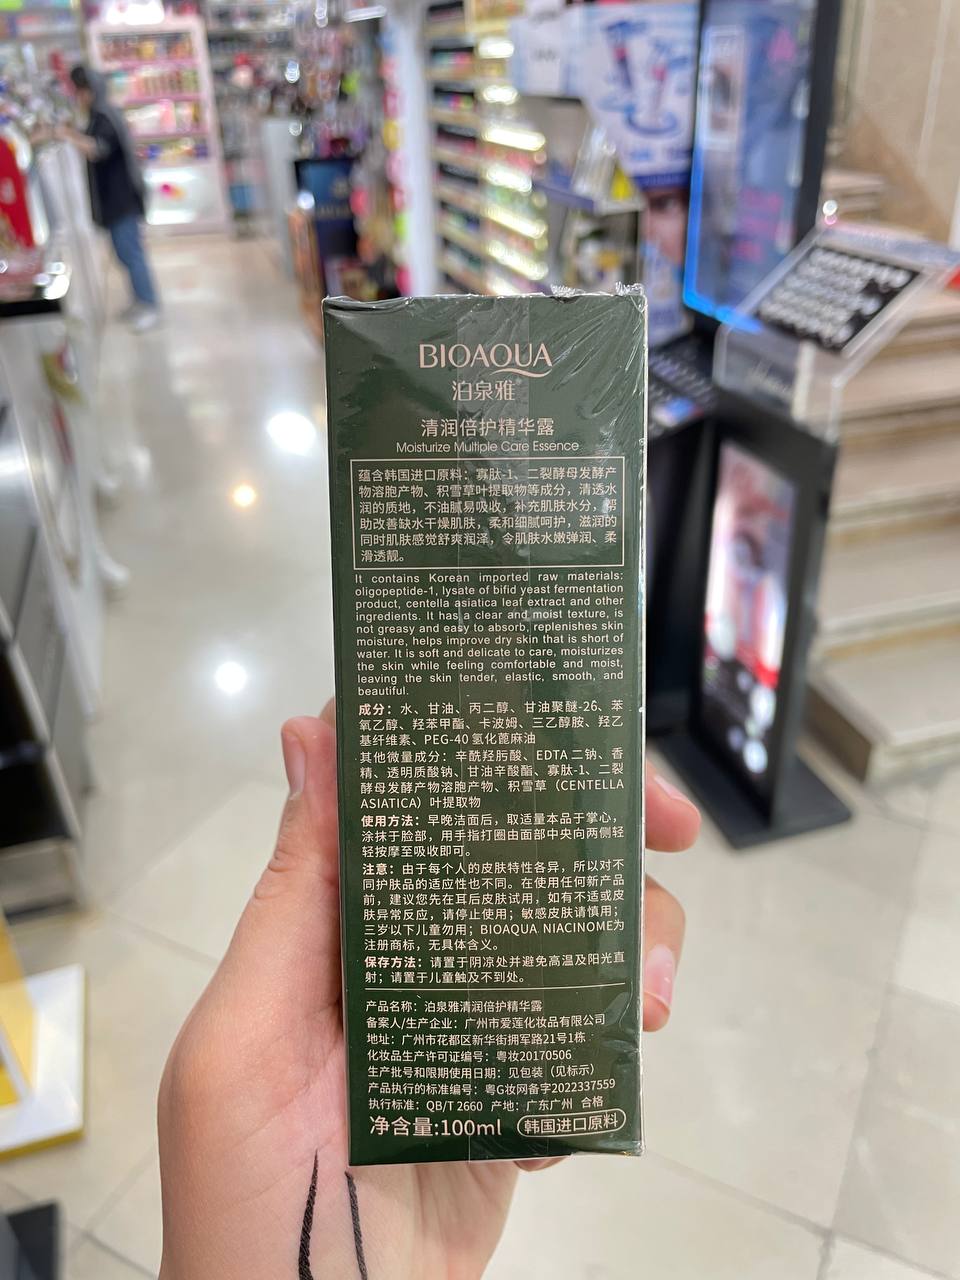 BIOAQUA
泊泉雅
清润倍护精华露
Moisturize Multiple Care Essence
蕴含韩国进口原料：寡肽-1、二裂酵母发酵产
物溶胞产物、积雪草叶提取物等成分，清透水
润的质地，不油腻易吸收，补充肌肤水分，帮
助改善缺水干燥肌肤，柔和细腻呵护，滋润的
同时肌肤感觉舒爽润泽，令肌肤水嫩弹润、柔
滑透靓。
It contains Korean imported raw materials:
oligopeptide-1, lysate of bifid yeast fermentation
product, centella asiatica leaf extract and other
ingredients. It has a clear and moist texture, is
not greasy and easy to absorb, replenishes skin
moisture, helps improve dry skin that is short of
water. It is soft and delicate to care, moisturizes
the skin while feeling comfortable and moist,
leaving the skin tender, elastic, smooth, and
beautiful.
成分：水、甘油、丙二醇、甘油聚醚-26、苯
氧乙醇、羟苯甲酯、卡波姆、三乙醇胺、羟乙
基纤维素、PEG-40 氢化蓖麻油
其他微量成分：辛酰羟肟酸、EDTA 二钠、香
精、透明质酸钠、甘油辛酸酯、寡肽-1、二裂
酵母发酵产物溶胞产物、积雪草（CENTELLA
ASIATICA）叶提取物
使用方法：早晚洁面后，取适量本品于掌心，
涂抹于脸部，用手指打圈由面部中央向两侧轻
轻按摩至吸收即可。
注意：由于每个人的皮肤特性各异，所以对不
同护肤品的适应性也不同。在使用任何新产品
前，建议您先在耳后皮肤试用，如有不适或皮
肤异常反应，请停止使用；敏感皮肤请慎用；
三岁以下儿童勿用；BIOAQUA NIACINOME为
注册商标，无具体含义。
保存方法：请置于阴凉处并避免高温及阳光直
射；请置于儿童触及不到处。
产品名称：泊泉雅清润倍护精华露
备案人/生产企业：广州市爱莲化妆品有限公司
地址：广州市花都区新华街拥军路21号1栋
化妆品生产许可证编号：粤妆20170506
生产批号和限期使用日期：见包装（见标示）
产品执行的标准编号：粤G妆网备字2022337559
执行标准：QB/T 2660 产地：广东广州 合格
净含量:100ml 韩国进口原料